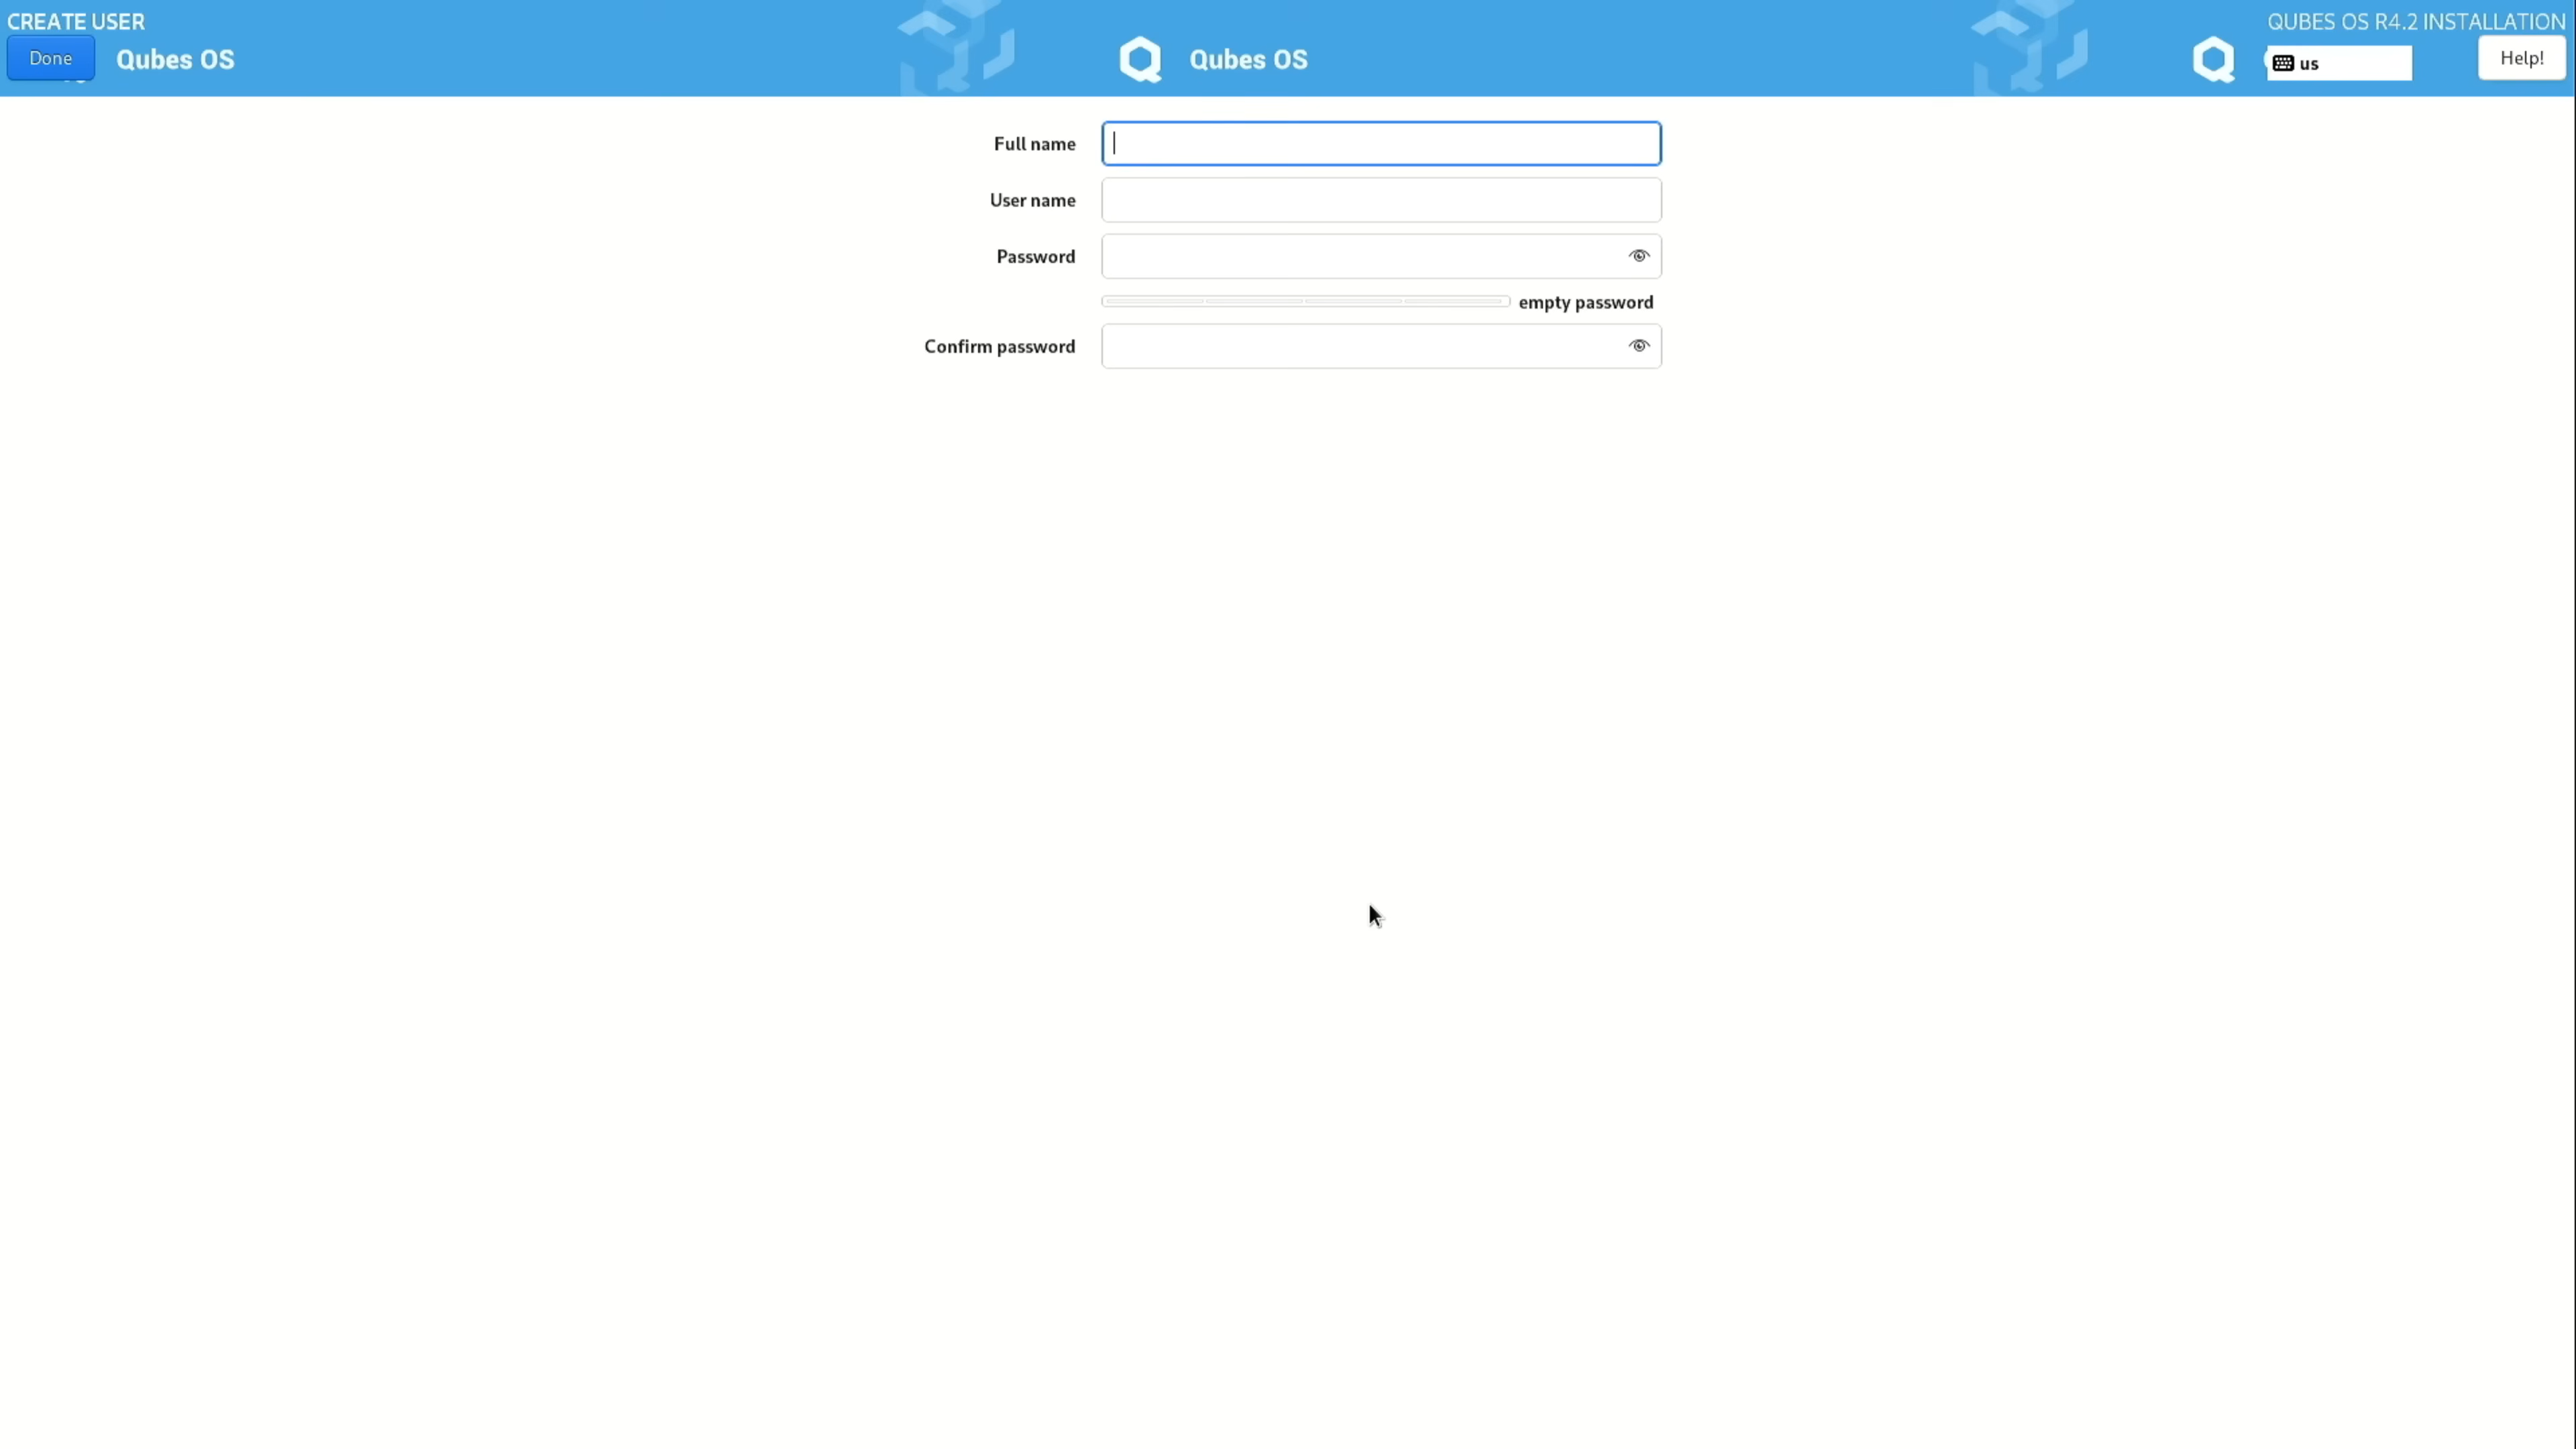 CREATE USER
QUBES OS R4.2 INSTALLATION
Done
Qubes OS
Qubes OS
us
Help!
Full name
User name
Password
empty password
Confirm password